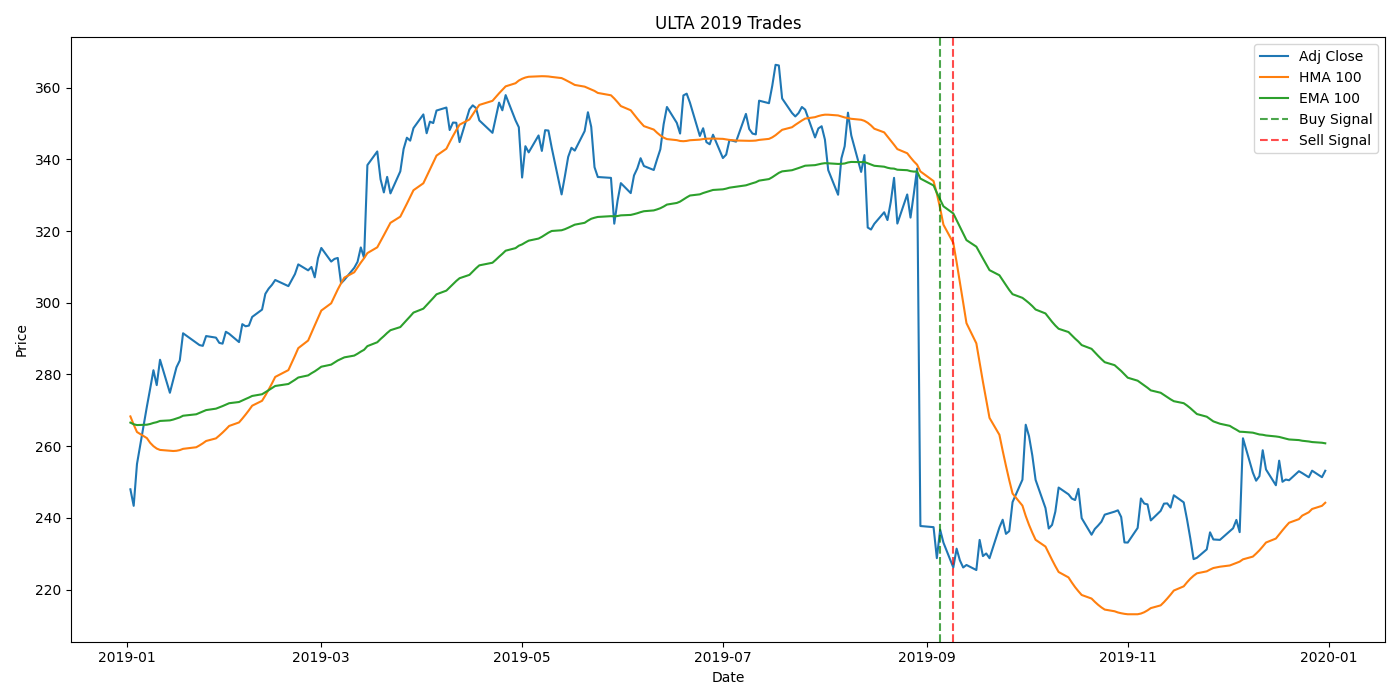 ULTA 2019 Trades
Adj Close
HMA 100
EMA 100
Buy Signal
Sell Signal
Price
360
340
320
300
280
260
240
220
2019-01
2019-03
2019-05
2019-07
2019-09
2019-11
2020-01
Date